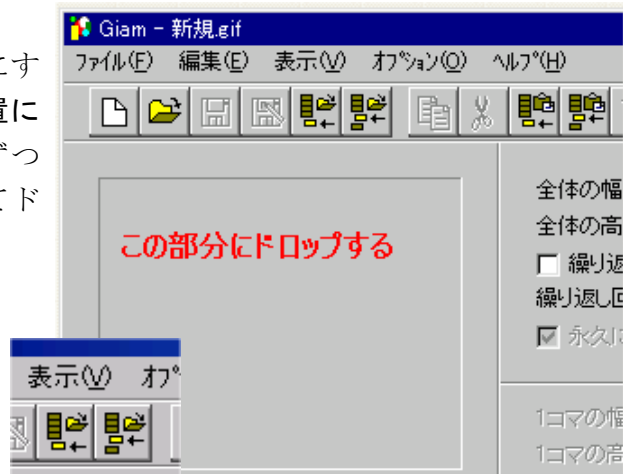 Giam - 新規.gif
ファイル(F) 編集(E) 表示(V) オプション(O) ヘルプ(H)
にす
置に
ずつ
てド
この部分にドロップする
全体の幅
全体の高
繰り返
繰り返し回
永久に
1コマの幅
1コマの高
表示(V) オプ